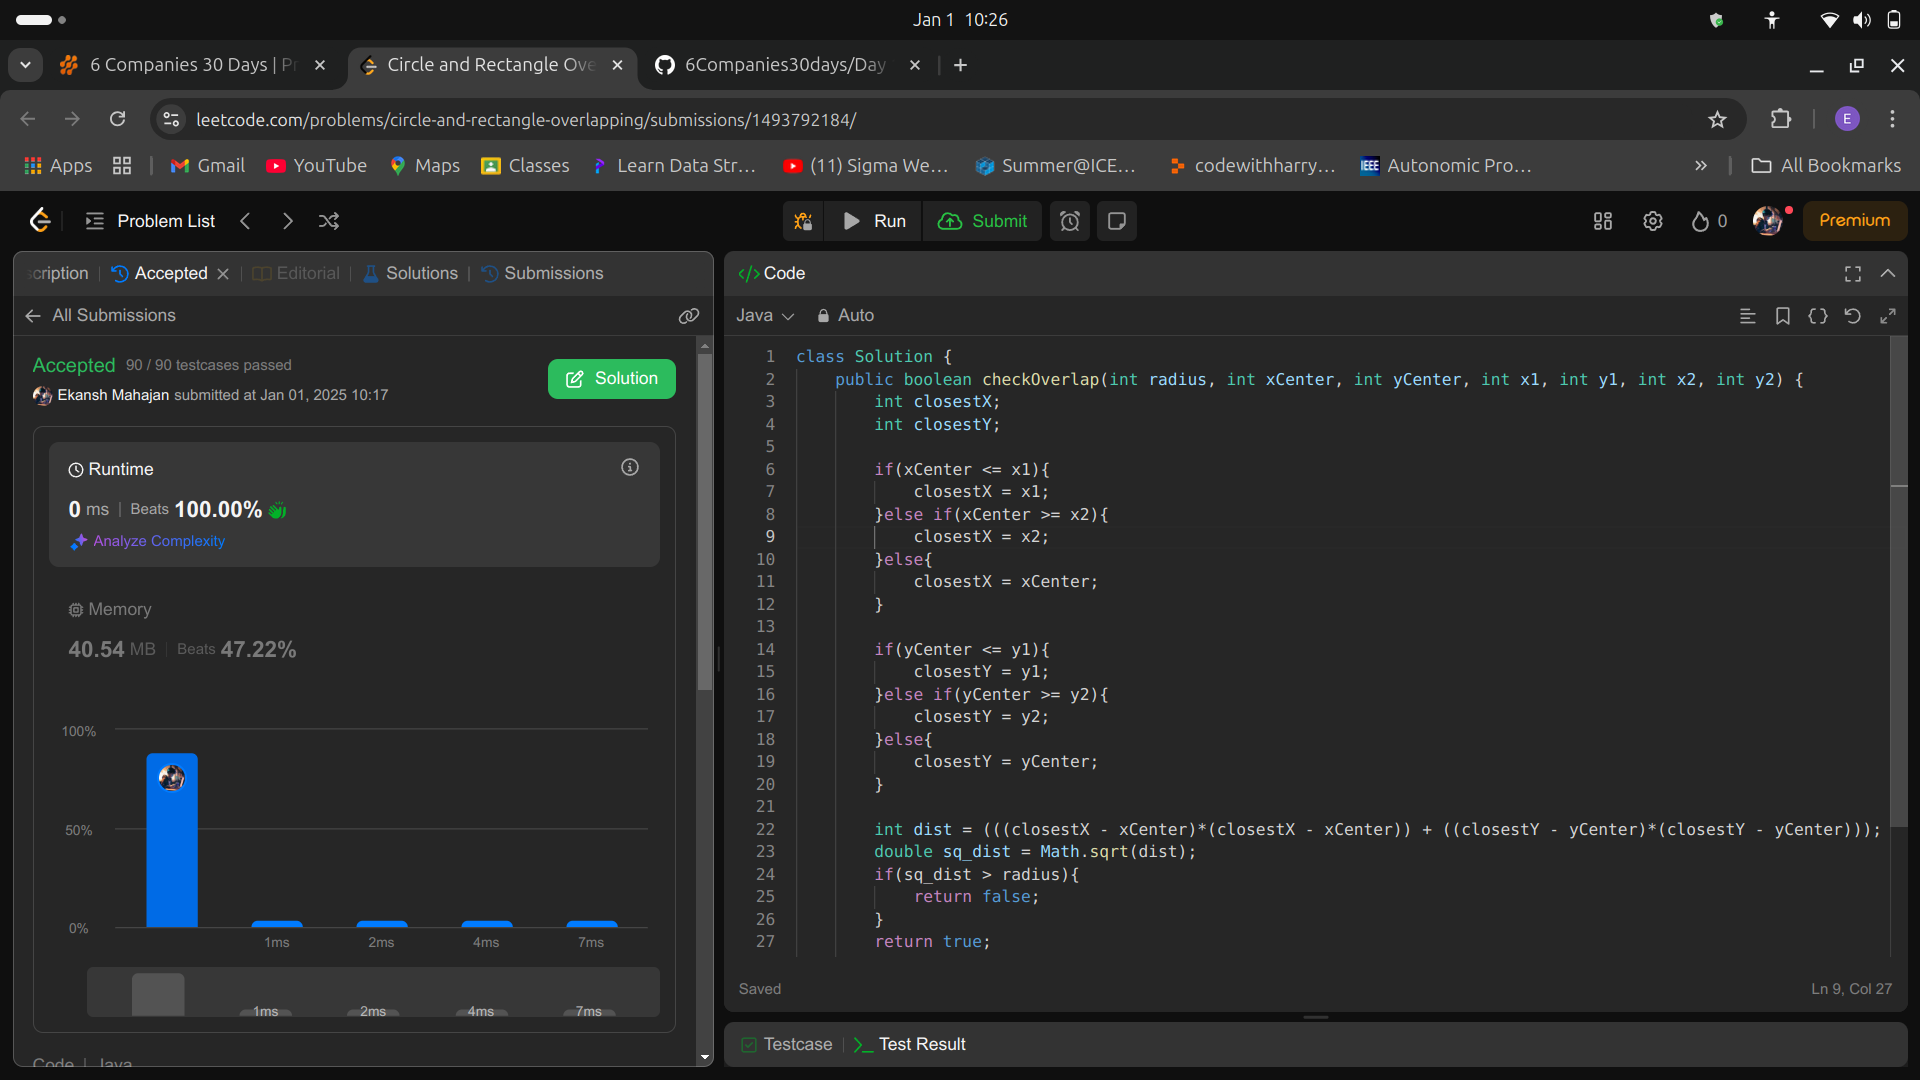 Jan 1 10:26
6 Companies 30 Days | Pr
Circle and Rectangle Ove
6Companies30days/Day
leetcode.com/problems/circle-and-rectangle-overlapping/submissions/1493792184/
E
Apps
Gmail
YouTube
Maps
Classes
Learn Data Str...
(11) Sigma We...
Summer@ICE...
codewithharry...
IEEE
Autonomic Pro...
All Bookmarks
Problem List
Run
Submit
0
Premium
cription
Accepted
Editorial
Solutions
Submissions
All Submissions
Accepted 90 / 90 testcases passed
Ekansh Mahajan submitted at Jan 01, 2025 10:17
Solution
Runtime
0 ms | Beats 100.00%
Analyze Complexity
Memory
40.54 MB | Beats 47.22%
100%
50%
0%
1ms 2ms 4ms 7ms
1ms 2ms 4ms 7ms
Code | Java
</> Code
Java Auto
1 class Solution {
2 public boolean checkOverlap(int radius, int xCenter, int yCenter, int x1, int y1, int x2, int y2) {
3 int closestX;
4 int closestY;
5
6 if(xCenter <= x1){
7 closestX = x1;
8 }else if(xCenter >= x2){
9 closestX = x2;
10 }else{
11 closestX = xCenter;
12 }
13
14 if(yCenter <= y1){
15 closestY = y1;
16 }else if(yCenter >= y2){
17 closestY = y2;
18 }else{
19 closestY = yCenter;
20 }
21
22 int dist = (((closestX - xCenter)*(closestX - xCenter)) + ((closestY - yCenter)*(closestY - yCenter)));
23 double sq_dist = Math.sqrt(dist);
24 if(sq_dist > radius){
25 return false;
26 }
27 return true;
Saved
Ln 9, Col 27
Testcase
Test Result